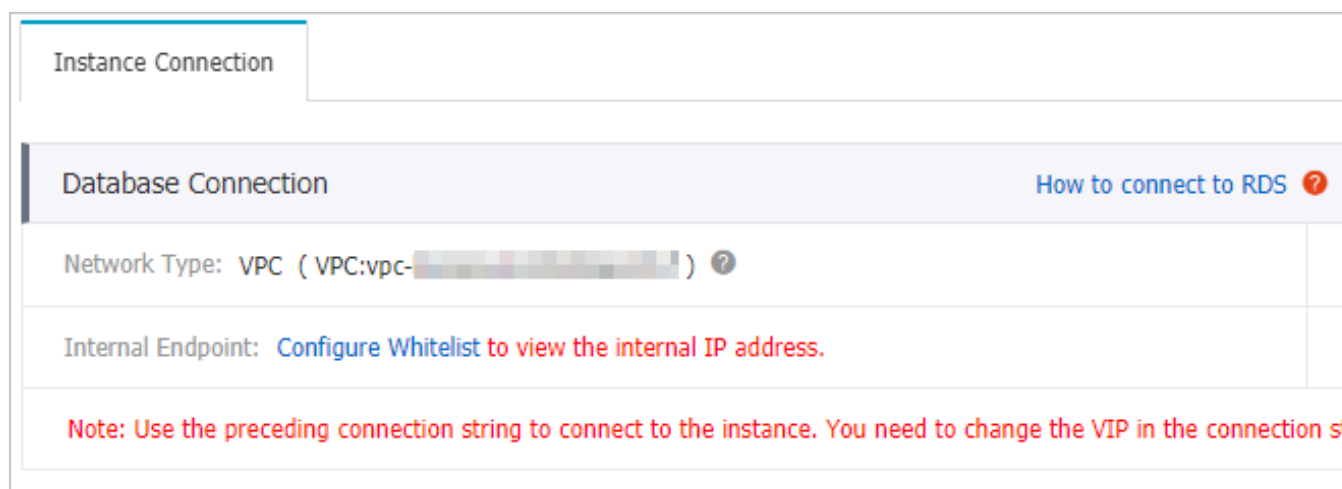 Instance Connection
Database Connection How to connect to RDS ?
Network Type: VPC ( VPC:vpc- ) ?
Internal Endpoint: Configure Whitelist to view the internal IP address.
Note: Use the preceding connection string to connect to the instance. You need to change the VIP in the connection